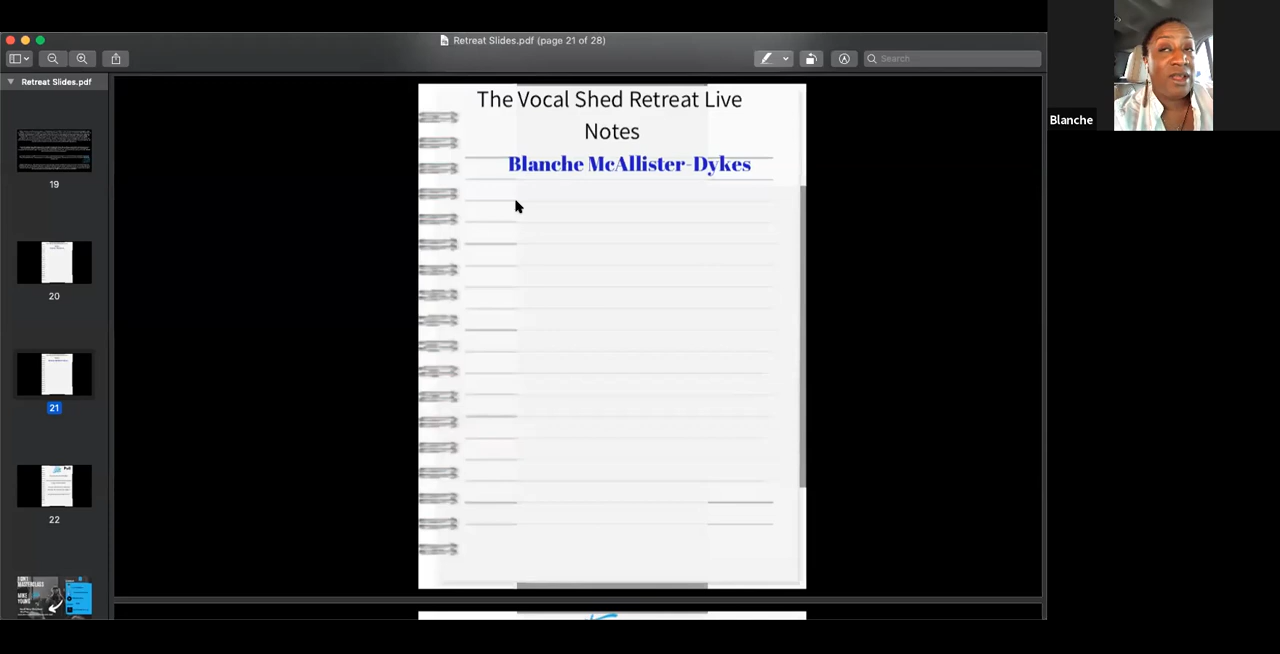 Retreat Slides.pdf (page 21 of 28)
Search
Retreat Slides.pdf
19
20
21
22
Poll
The Vocal Shed Retreat Live
Notes
Blanche McAllister-Dykes
Blanche